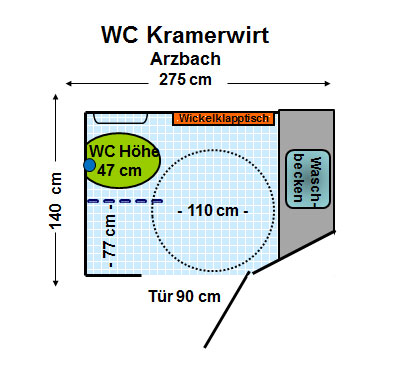 WC Kramerwirt
Arzbach
275 cm
Wickelklapptisch
WC Höhe
47 cm
Wasch-
becken
140 cm
- 77 cm -
- 110 cm -
Tür 90 cm